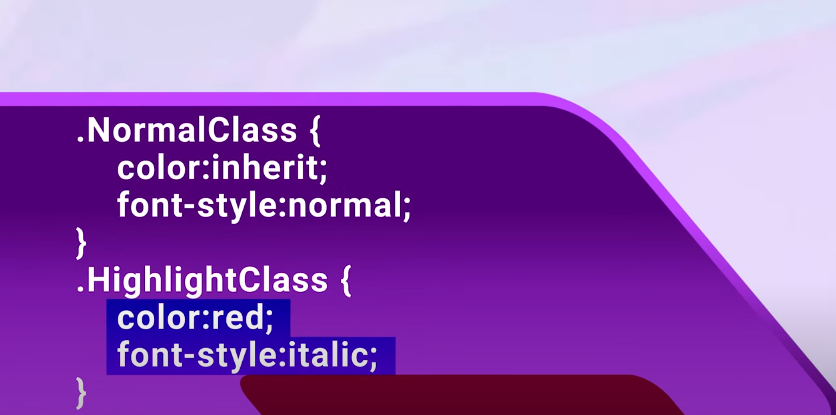 .NormalClass {
color:inherit;
font-style:normal;
}
.HighlightClass {
color:red;
font-style:italic;
}